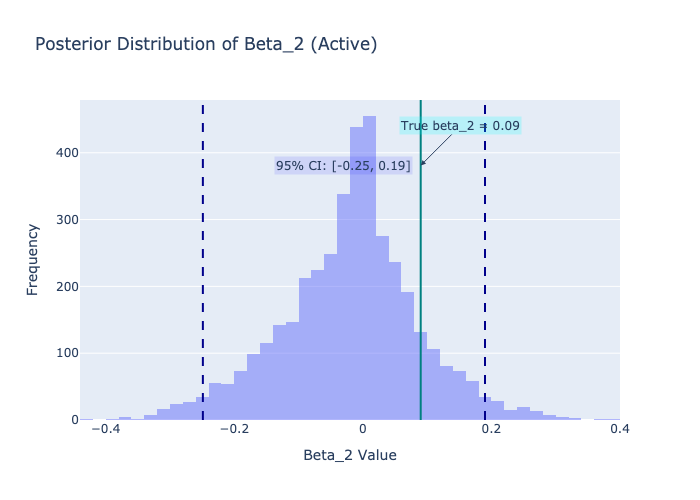 Posterior Distribution of Beta_2 (Active)
True beta_2 = 0.09
95% CI: [-0.25, 0.19]
Frequency
400
300
200
100
0
−0.4
−0.2
0
0.2
0.4
Beta_2 Value